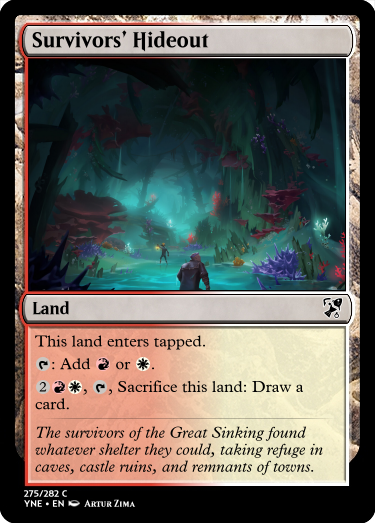 Survivors' Hideout
Land
This land enters tapped.
: Add or .
2 , , Sacrifice this land: Draw a
card.
The survivors of the Great Sinking found
whatever shelter they could, taking refuge in
caves, castle ruins, and remnants of towns.
275/282 C
YNE • EN Artur Zima